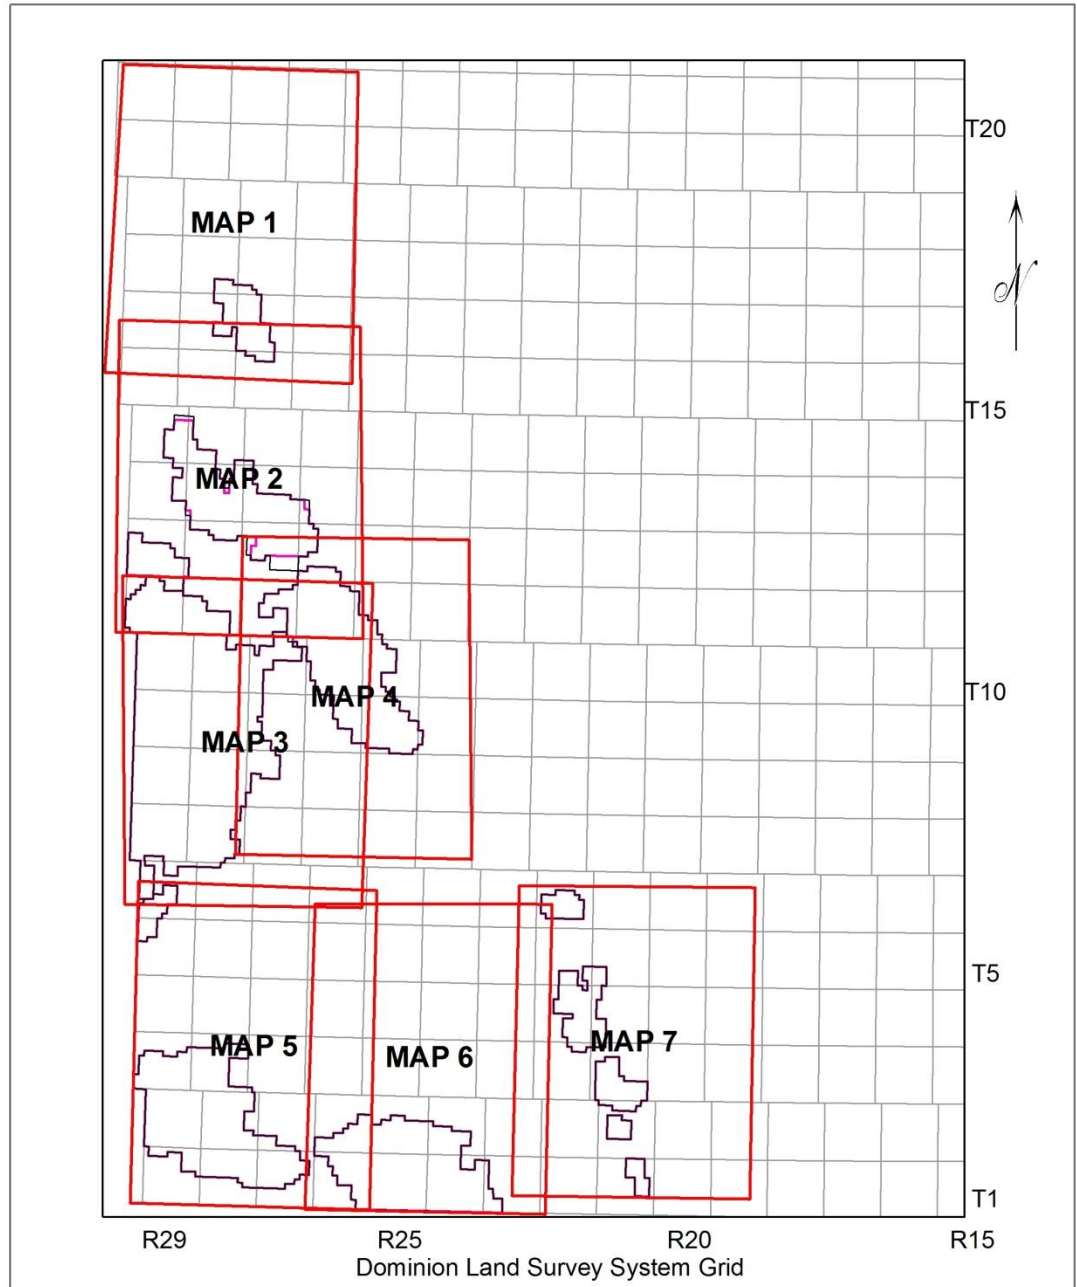 T20
MAP 1
N
T15
MAP 2
T10
MAP 4
MAP 3
T5
MAP 5
MAP 7
MAP 6
T1
R29 R25 R20 R15
Dominion Land Survey System Grid